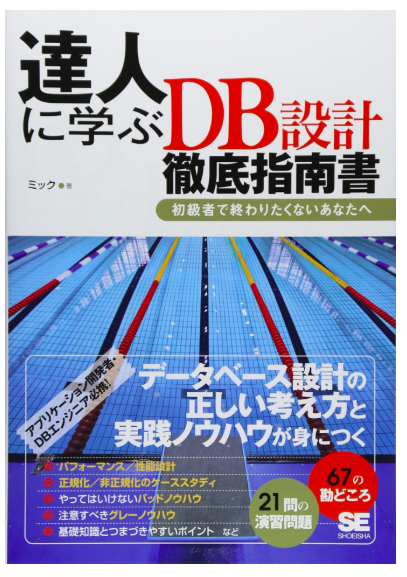 達人
に学ぶ
DB設計
徹底指南書
ミック●著
初級者で終わりたくないあなたへ
アプリケーション開発者・
DBエンジニア必携!
データベース設計の
正しい考え方と
実践ノウハウが身につく
パフォーマンス/性能設計
正規化/非正規化のケーススタディ
やってはいけないバッドノウハウ
注意すべきグレーノウハウ
基礎知識とつまづきやすいポイント など
21問の
演習問題
67の
勘どころ
SE
SHOEISHA